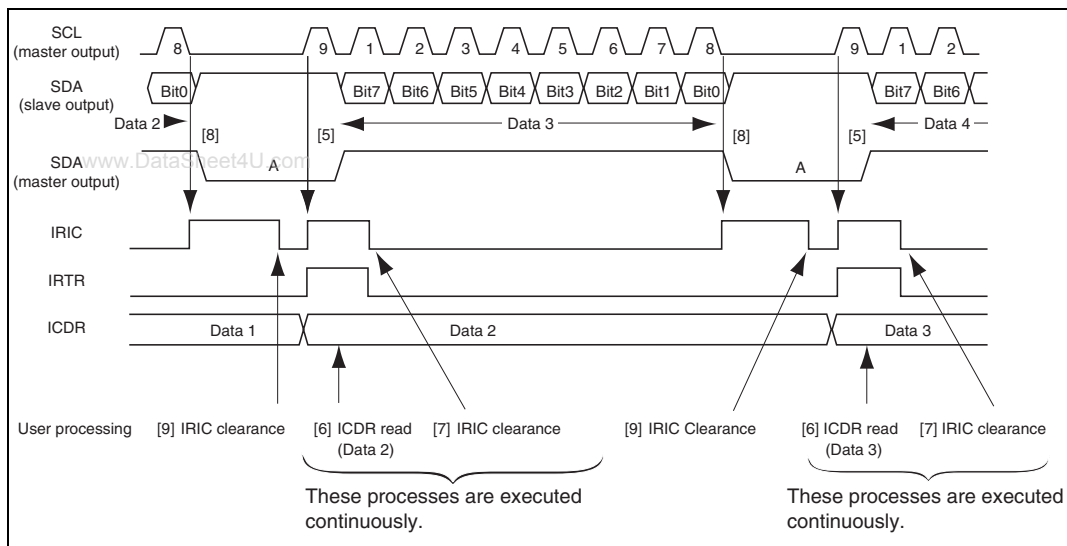 SCL
(master output)
8 9 1 2 3 4 5 6 7 8 9 1 2
SDA
(slave output)
Bit0 Bit7 Bit6 Bit5 Bit4 Bit3 Bit2 Bit1 Bit0 Bit7 Bit6
Data 2 [8] [5] Data 3 [8] [5] Data 4
www.DataSheet4U.com
SDA
(master output)
A A
IRIC
IRTR
ICDR Data 1 Data 2 Data 3
User processing [9] IRIC clearance [6] ICDR read [7] IRIC clearance [9] IRIC Clearance [6] ICDR read [7] IRIC clearance
(Data 2) (Data 3)
These processes are executed These processes are executed
continuously. continuously.